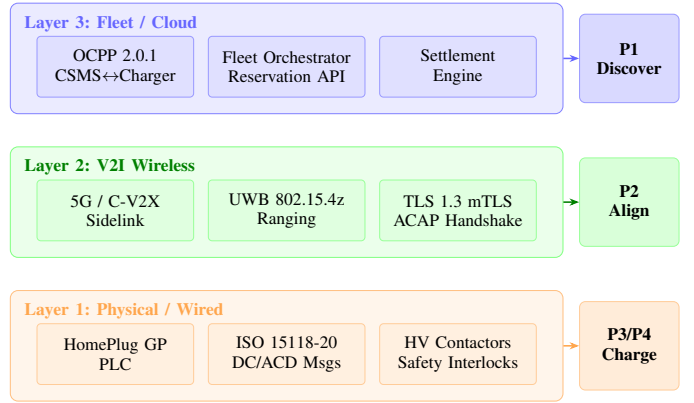 Layer 3: Fleet / Cloud
OCPP 2.0.1
CSMS↔Charger
Fleet Orchestrator
Reservation API
Settlement
Engine
P1
Discover
Layer 2: V2I Wireless
5G / C-V2X
Sidelink
UWB 802.15.4z
Ranging
TLS 1.3 mTLS
ACAP Handshake
P2
Align
Layer 1: Physical / Wired
HomePlug GP
PLC
ISO 15118-20
DC/ACD Msgs
HV Contactors
Safety Interlocks
P3/P4
Charge